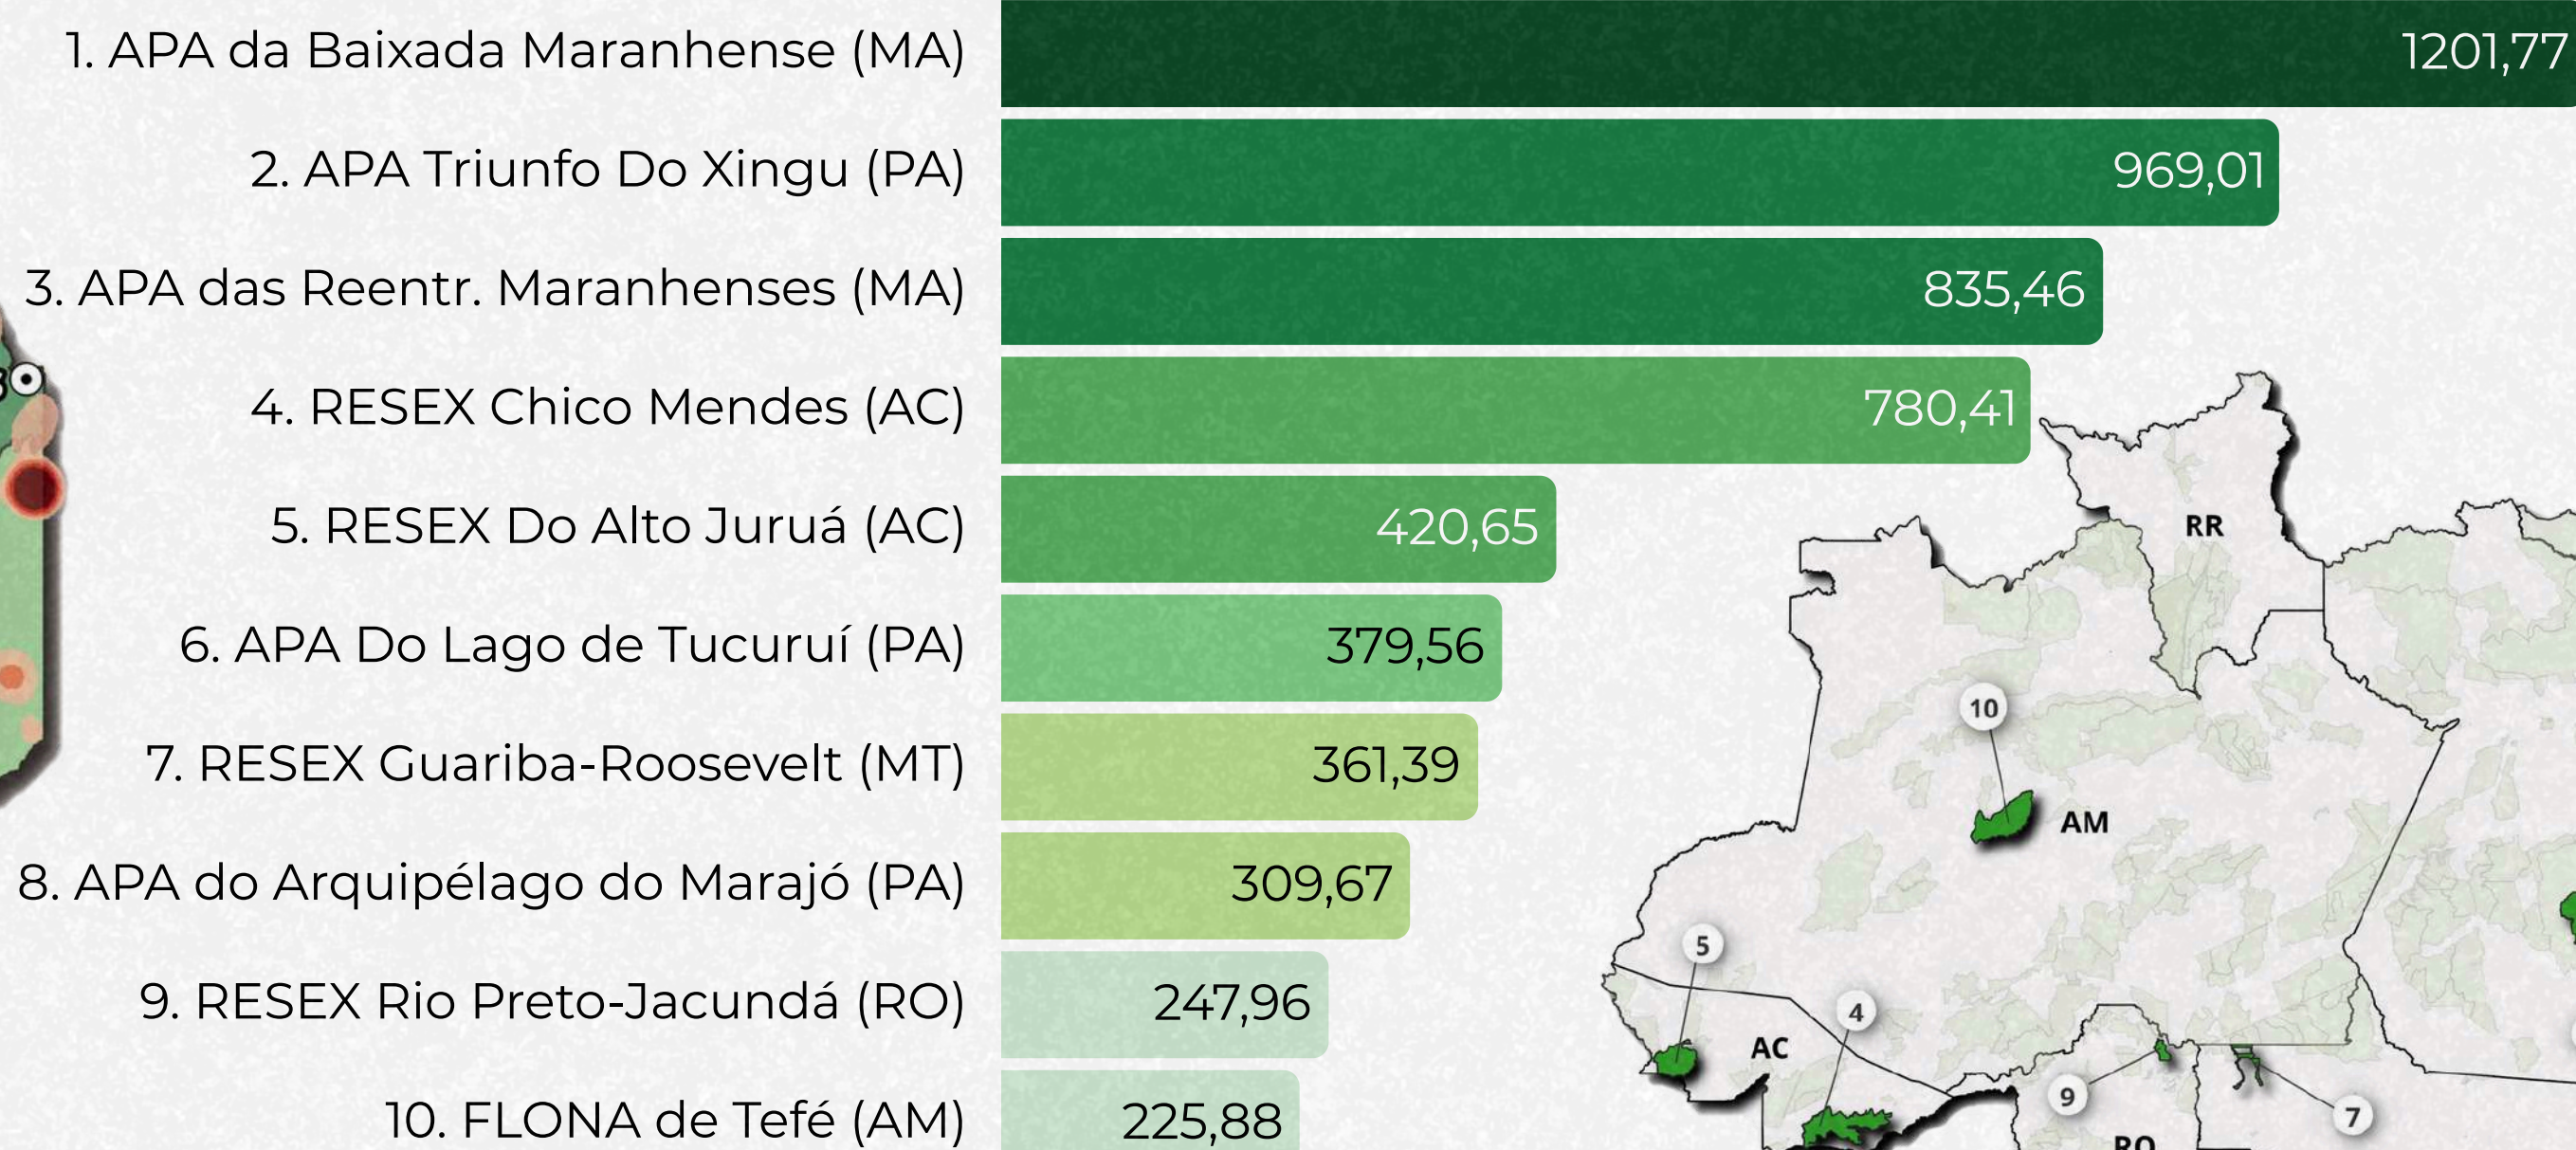 1. APA da Baixada Maranhense (MA) 1201,77
2. APA Triunfo Do Xingu (PA) 969,01
3. APA das Reentr. Maranhenses (MA) 835,46
4. RESEX Chico Mendes (AC) 780,41
5. RESEX Do Alto Juruá (AC) 420,65
6. APA Do Lago de Tucuruí (PA) 379,56
7. RESEX Guariba-Roosevelt (MT) 361,39
8. APA do Arquipélago do Marajó (PA) 309,67
9. RESEX Rio Preto-Jacundá (RO) 247,96
10. FLONA de Tefé (AM) 225,88
RR
10
AM
5
4
AC
9
7
RO